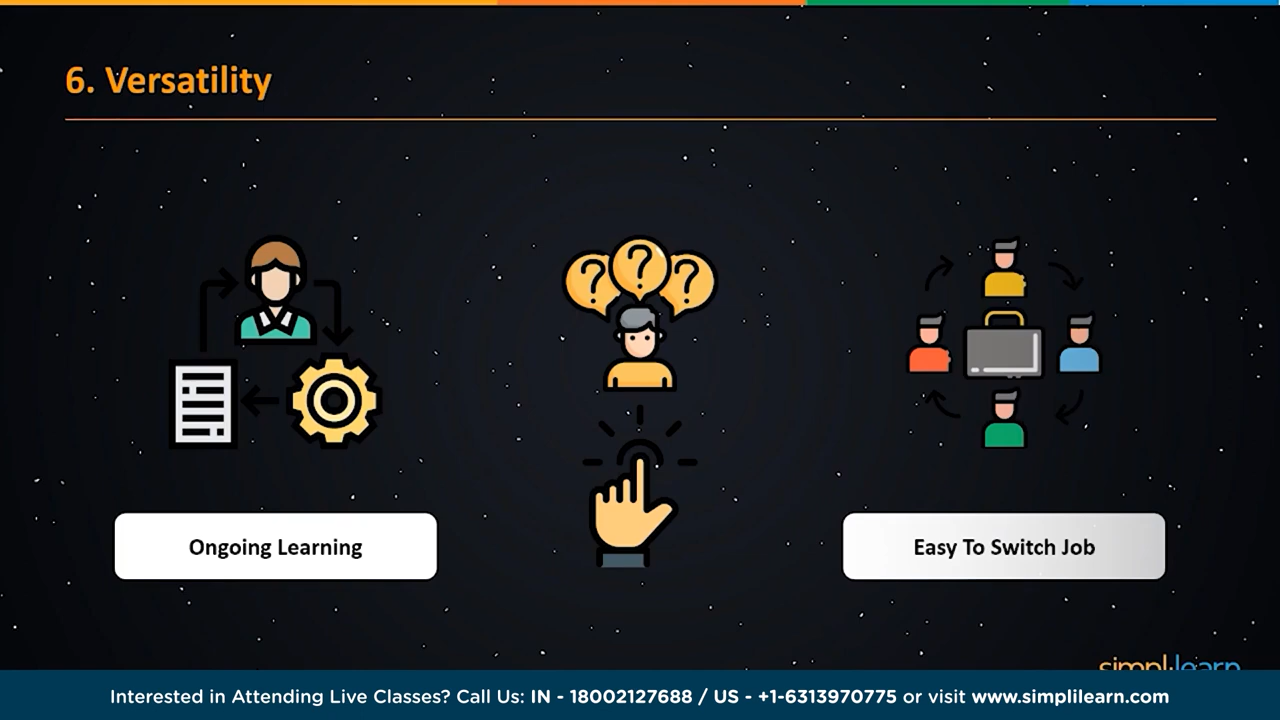 6. Versatility
? ? ?
Ongoing Learning
Easy To Switch Job
simplilearn
Interested in Attending Live Classes? Call Us: IN - 18002127688 / US - +1-6313970775 or visit www.simplilearn.com